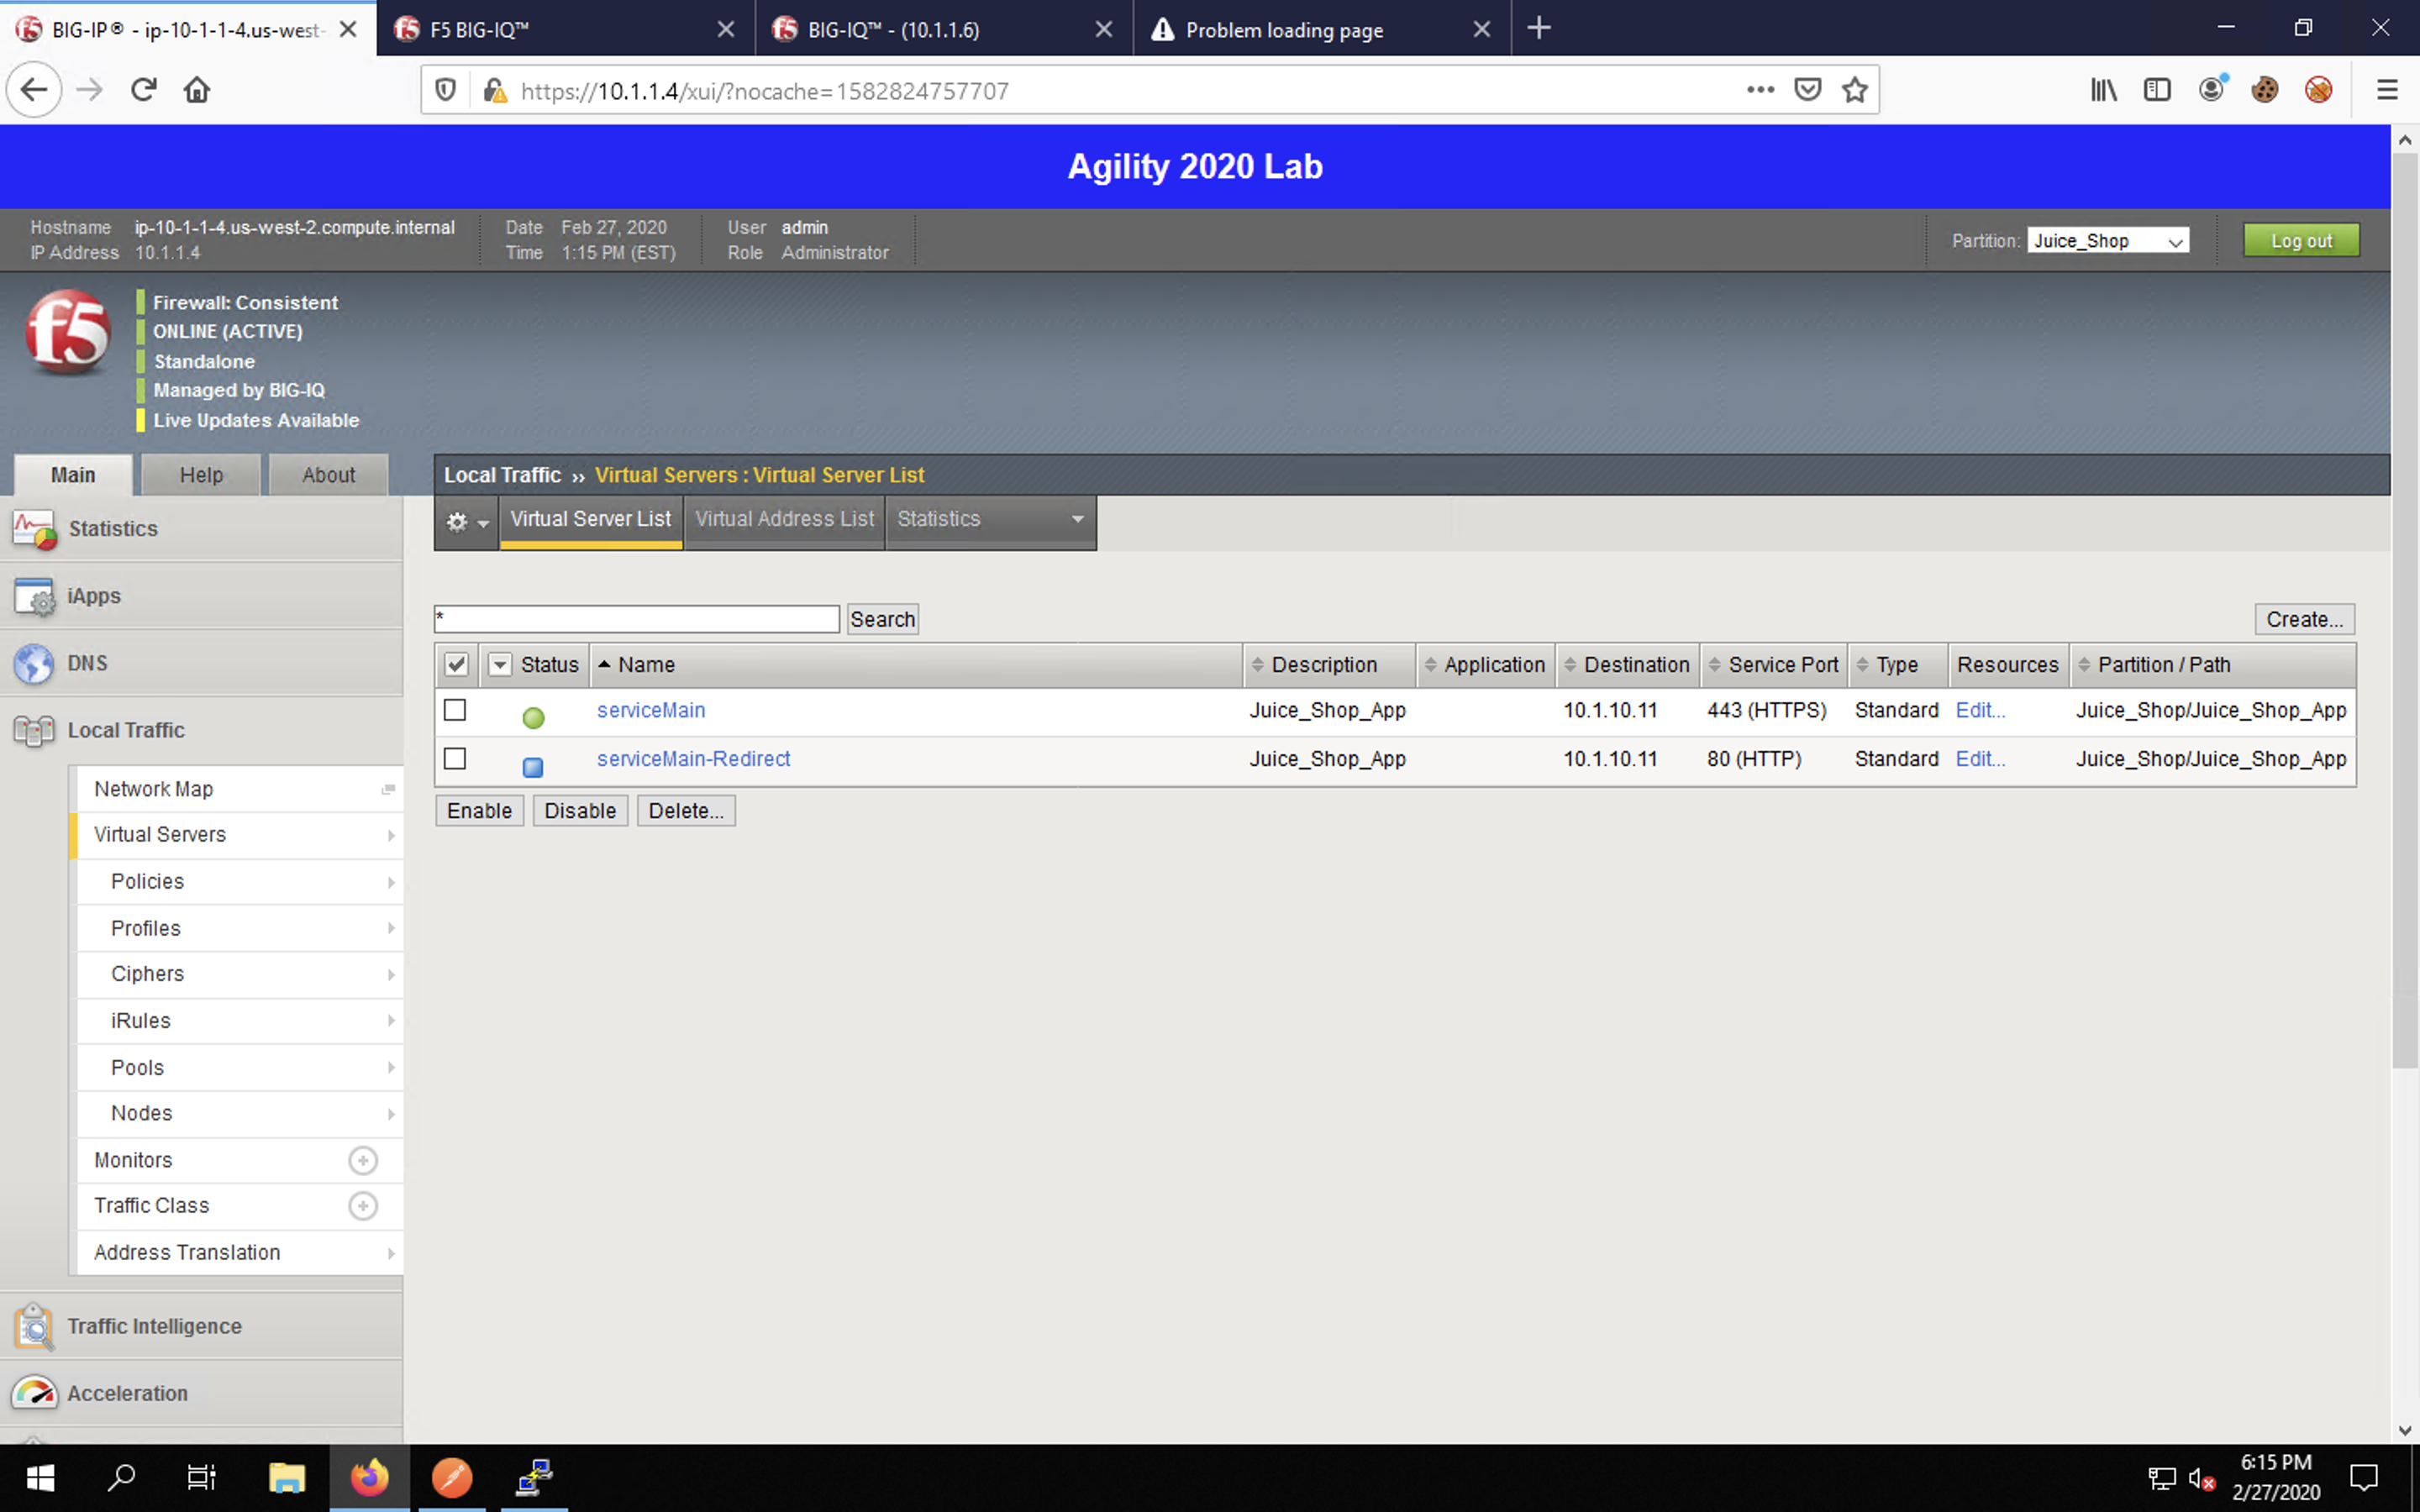 BIG-IP® - ip-10-1-1-4.us-west-
F5 BIG-IQ™
BIG-IQ™ - (10.1.1.6)
Problem loading page
https://10.1.1.4/xui/?nocache=1582824757707
Agility 2020 Lab
Hostname ip-10-1-1-4.us-west-2.compute.internal
IP Address 10.1.1.4
Date Feb 27, 2020
Time 1:15 PM (EST)
User admin
Role Administrator
Partition: Juice_Shop
Log out
f5
Firewall: Consistent
ONLINE (ACTIVE)
Standalone
Managed by BIG-IQ
Live Updates Available
Main Help About
Local Traffic ›› Virtual Servers : Virtual Server List
Virtual Server List Virtual Address List Statistics
Statistics
iApps
DNS
Local Traffic
Network Map
Virtual Servers
Policies
Profiles
Ciphers
iRules
Pools
Nodes
Monitors
Traffic Class
Address Translation
Traffic Intelligence
Acceleration
* Search Create...
Status Name Description Application Destination Service Port Type Resources Partition / Path
serviceMain Juice_Shop_App 10.1.10.11 443 (HTTPS) Standard Edit... Juice_Shop/Juice_Shop_App
serviceMain-Redirect Juice_Shop_App 10.1.10.11 80 (HTTP) Standard Edit... Juice_Shop/Juice_Shop_App
Enable Disable Delete...
6:15 PM
2/27/2020